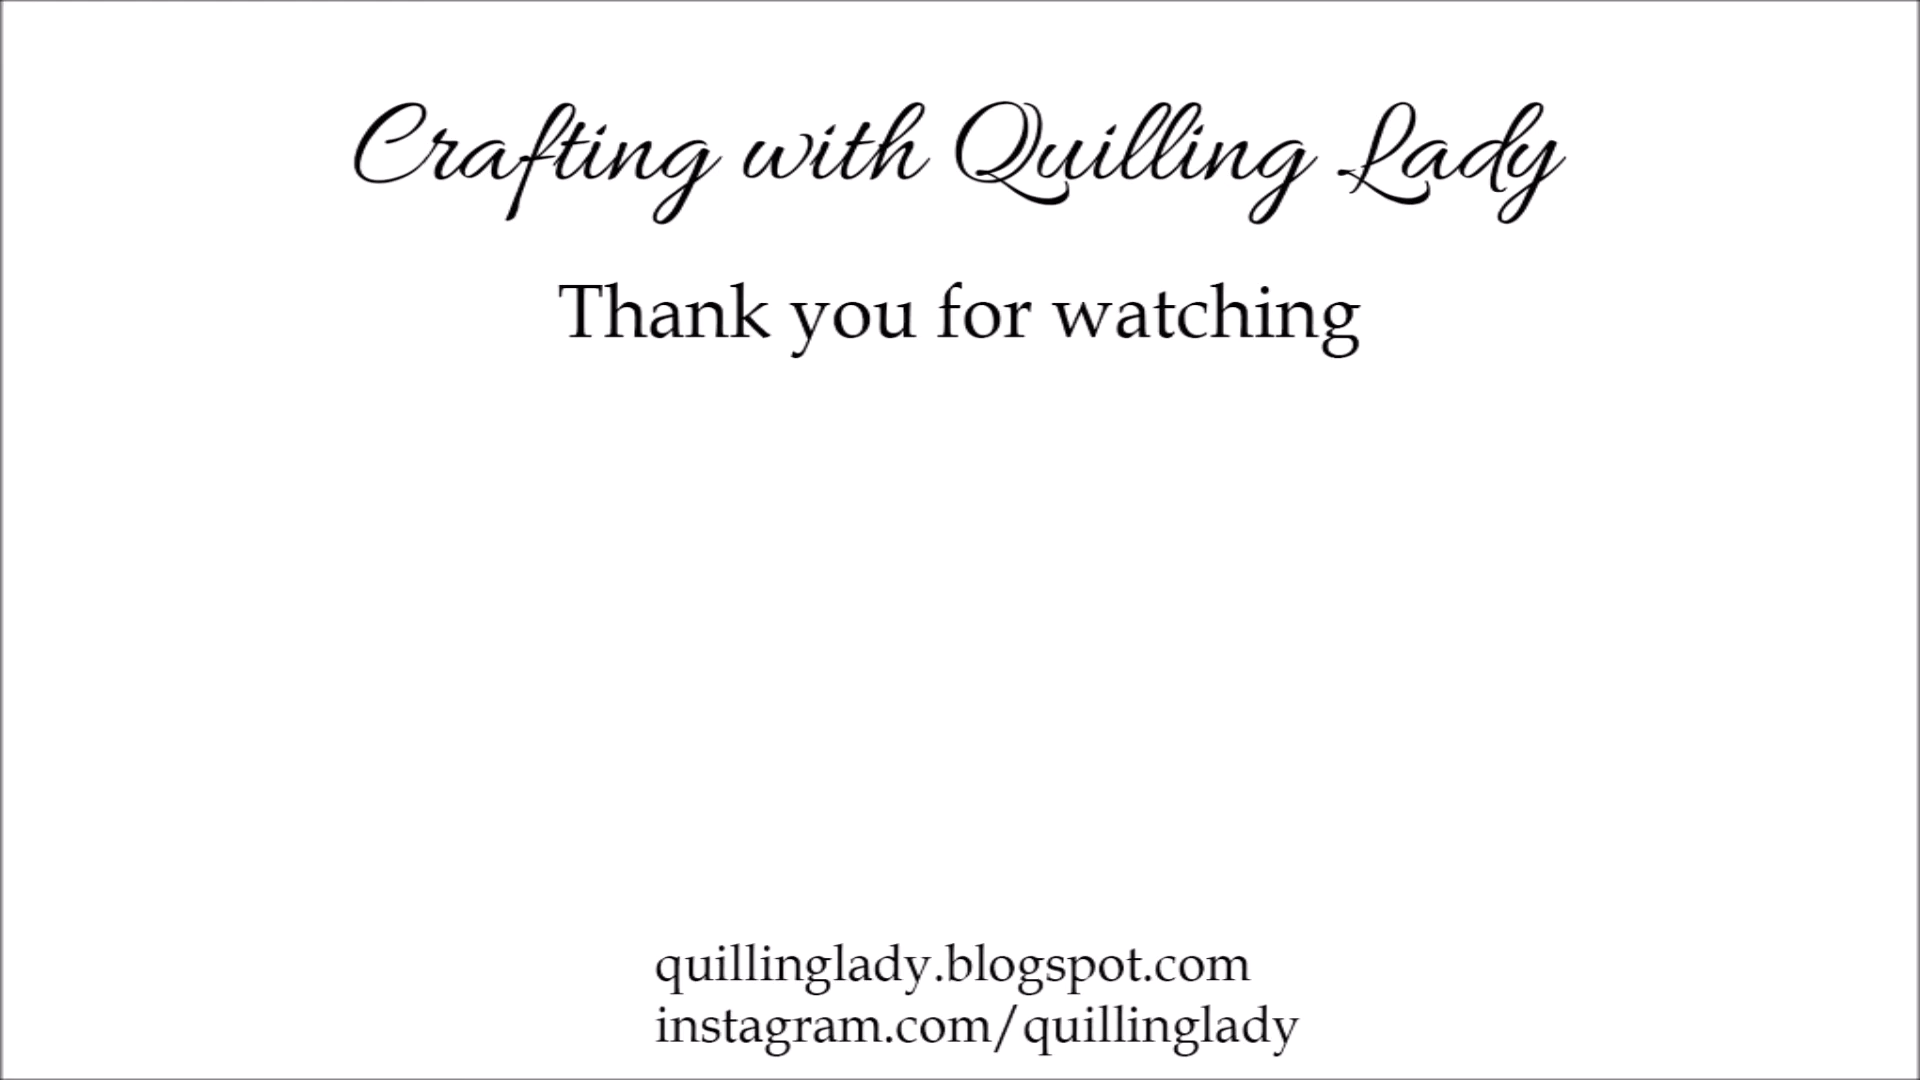 Crafting with Quilling Lady
Thank you for watching
quillinglady.blogspot.com
instagram.com/quillinglady